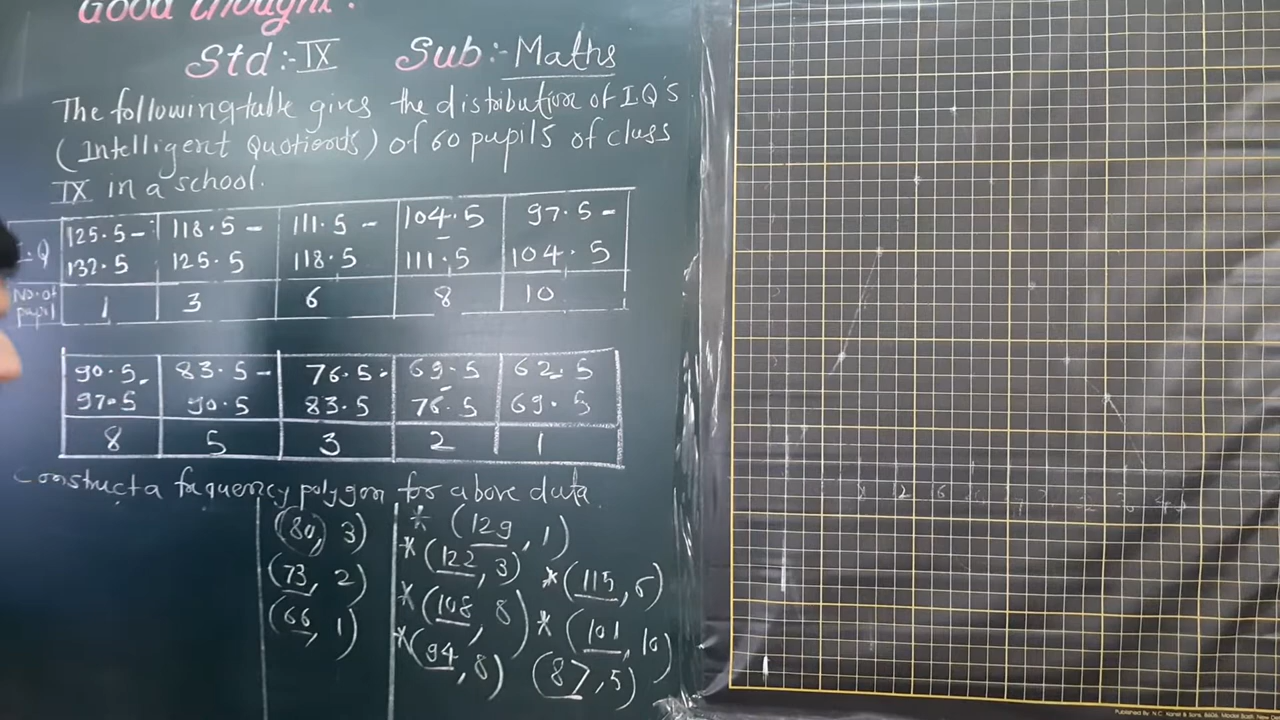 Good thought:
Std:-IX Sub:-Maths
The following table gives the distribution of I.Q's
(Intelligent Quotients) of 60 pupils of class
IX in a school.
I.Q 125.5- 118.5- 111.5- 104.5- 97.5-
132.5 125.5 118.5 111.5 104.5
No. of pupil 1 3 6 8 10
90.5- 83.5- 76.5- 69.5- 62.5-
97.5 90.5 83.5 76.5 69.5
8 5 3 2 1
Construct a frequency polygon for above data
(80, 3) * (129, 1)
(73, 2) * (122, 3) * (115, 6)
(66, 1) * (108, 8) * (101, 10)
* (94, 8) (87, 5)
12 16